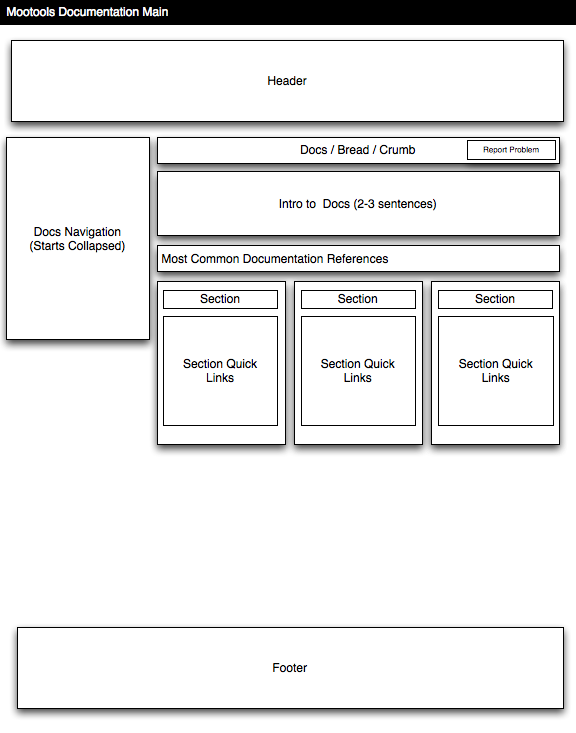 Mootools Documentation Main
Header
Docs / Bread / Crumb
Report Problem
Docs Navigation
(Starts Collapsed)
Intro to  Docs (2-3 sentences)
Most Common Documentation References
Section
Section
Section
Section Quick
Links
Section Quick
Links
Section Quick
Links
Footer